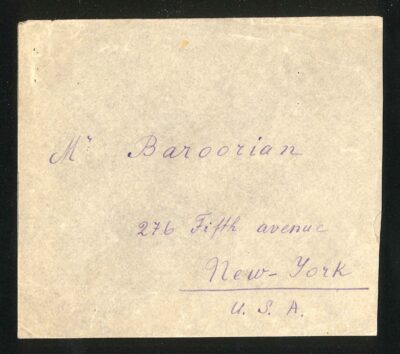 Mr Baroorian
276 Fifth avenue
New-York
U. S. A.